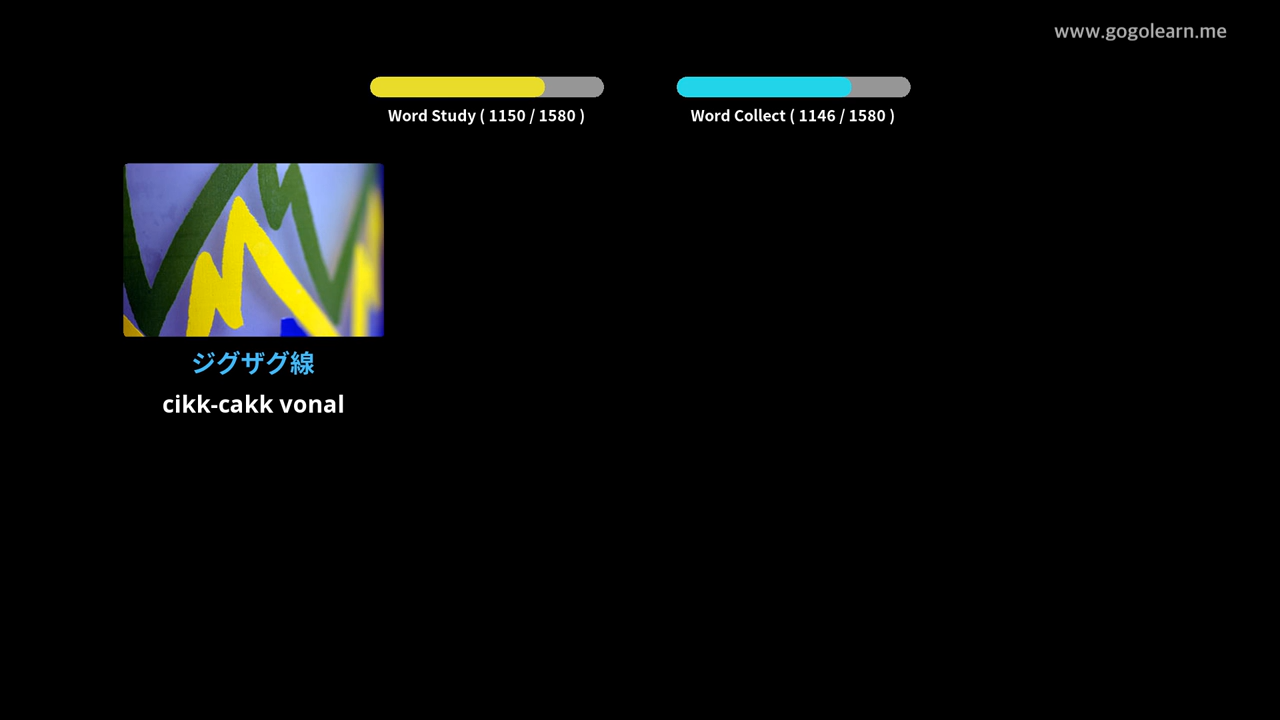 www.gogolearn.me
Word Study ( 1150 / 1580 )
Word Collect ( 1146 / 1580 )
ジグザグ線
cikk-cakk vonal